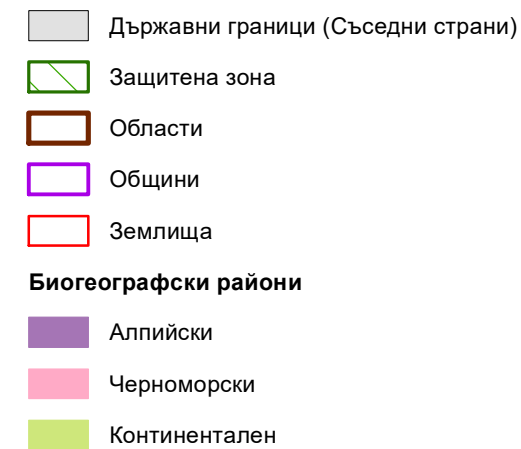 Държавни граници (Съседни страни)
Защитена зона
Области
Общини
Землища
Биогеографски райони
Алпийски
Черноморски
Континентален